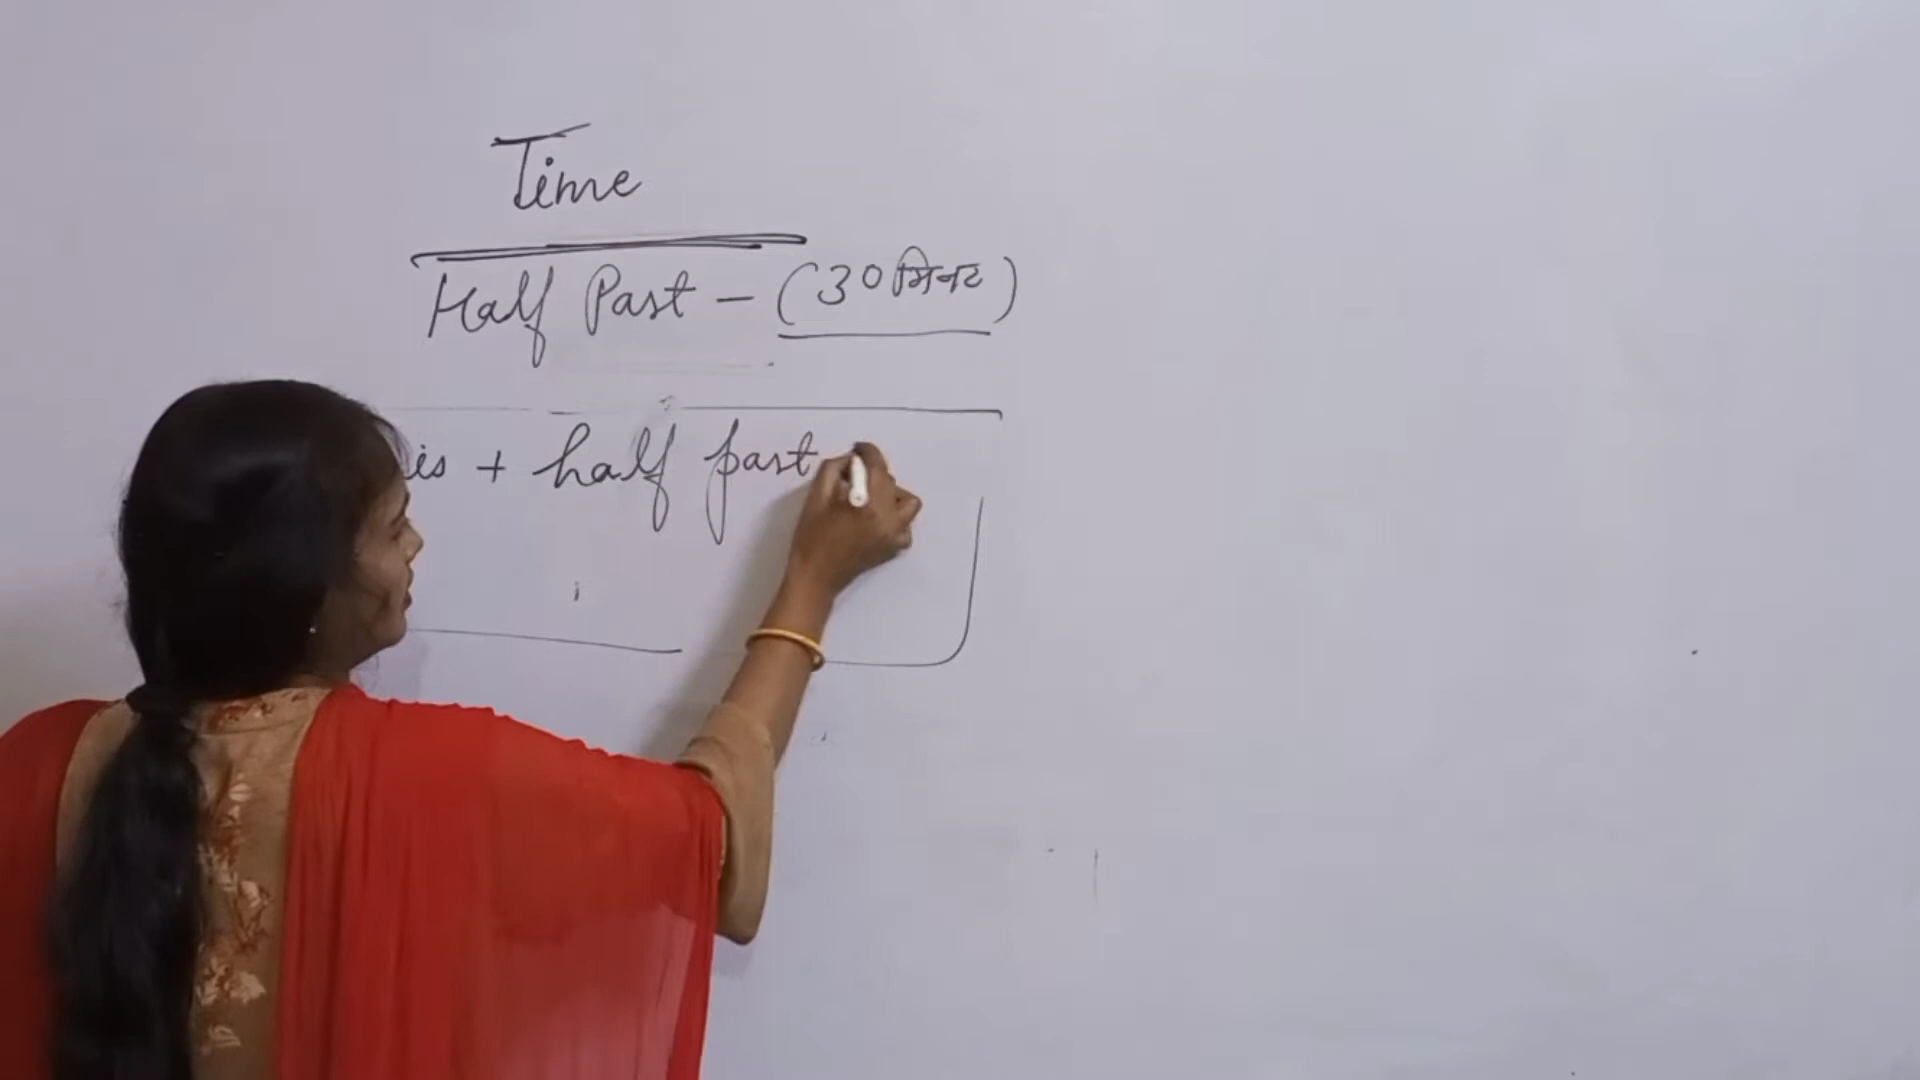 Time
Half Past - (30 मिनट)
is + half past